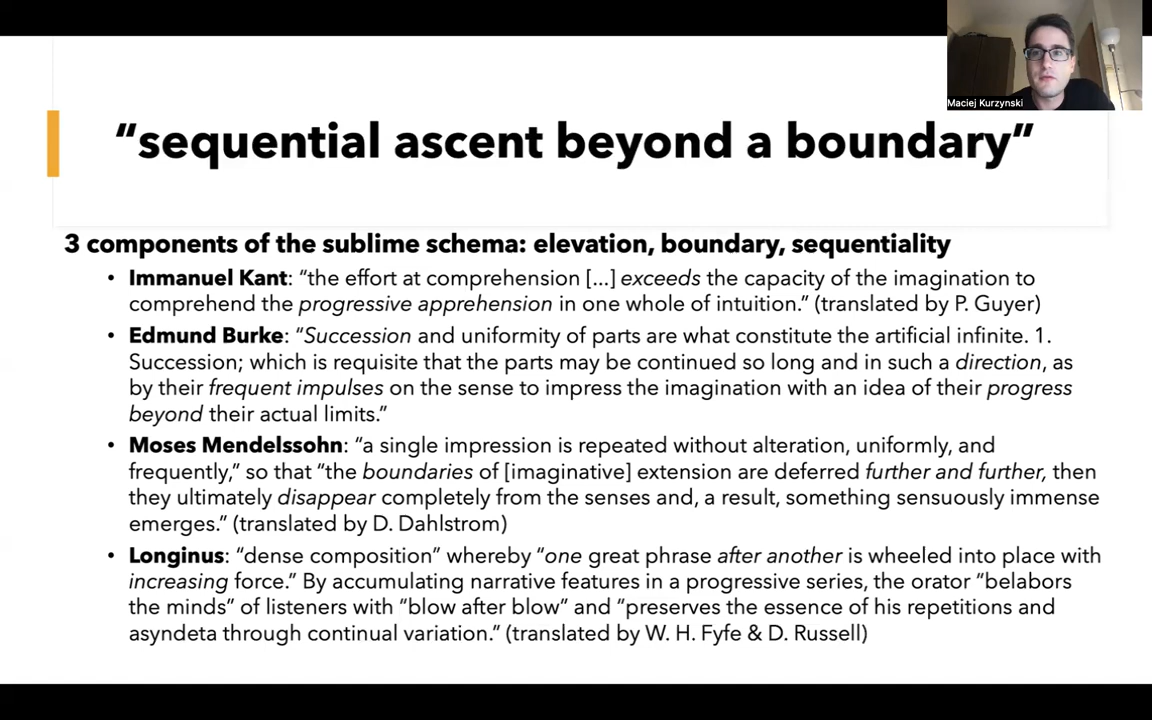 Maciej Kurzynski
“sequential ascent beyond a boundary”
3 components of the sublime schema: elevation, boundary, sequentiality
• Immanuel Kant: “the effort at comprehension [...] exceeds the capacity of the imagination to
comprehend the progressive apprehension in one whole of intuition.” (translated by P. Guyer)
• Edmund Burke: “Succession and uniformity of parts are what constitute the artificial infinite. 1.
Succession; which is requisite that the parts may be continued so long and in such a direction, as
by their frequent impulses on the sense to impress the imagination with an idea of their progress
beyond their actual limits.”
• Moses Mendelssohn: “a single impression is repeated without alteration, uniformly, and
frequently,” so that “the boundaries of [imaginative] extension are deferred further and further, then
they ultimately disappear completely from the senses and, a result, something sensuously immense
emerges.” (translated by D. Dahlstrom)
• Longinus: “dense composition” whereby “one great phrase after another is wheeled into place with
increasing force.” By accumulating narrative features in a progressive series, the orator “belabors
the minds” of listeners with “blow after blow” and “preserves the essence of his repetitions and
asyndeta through continual variation.” (translated by W. H. Fyfe & D. Russell)